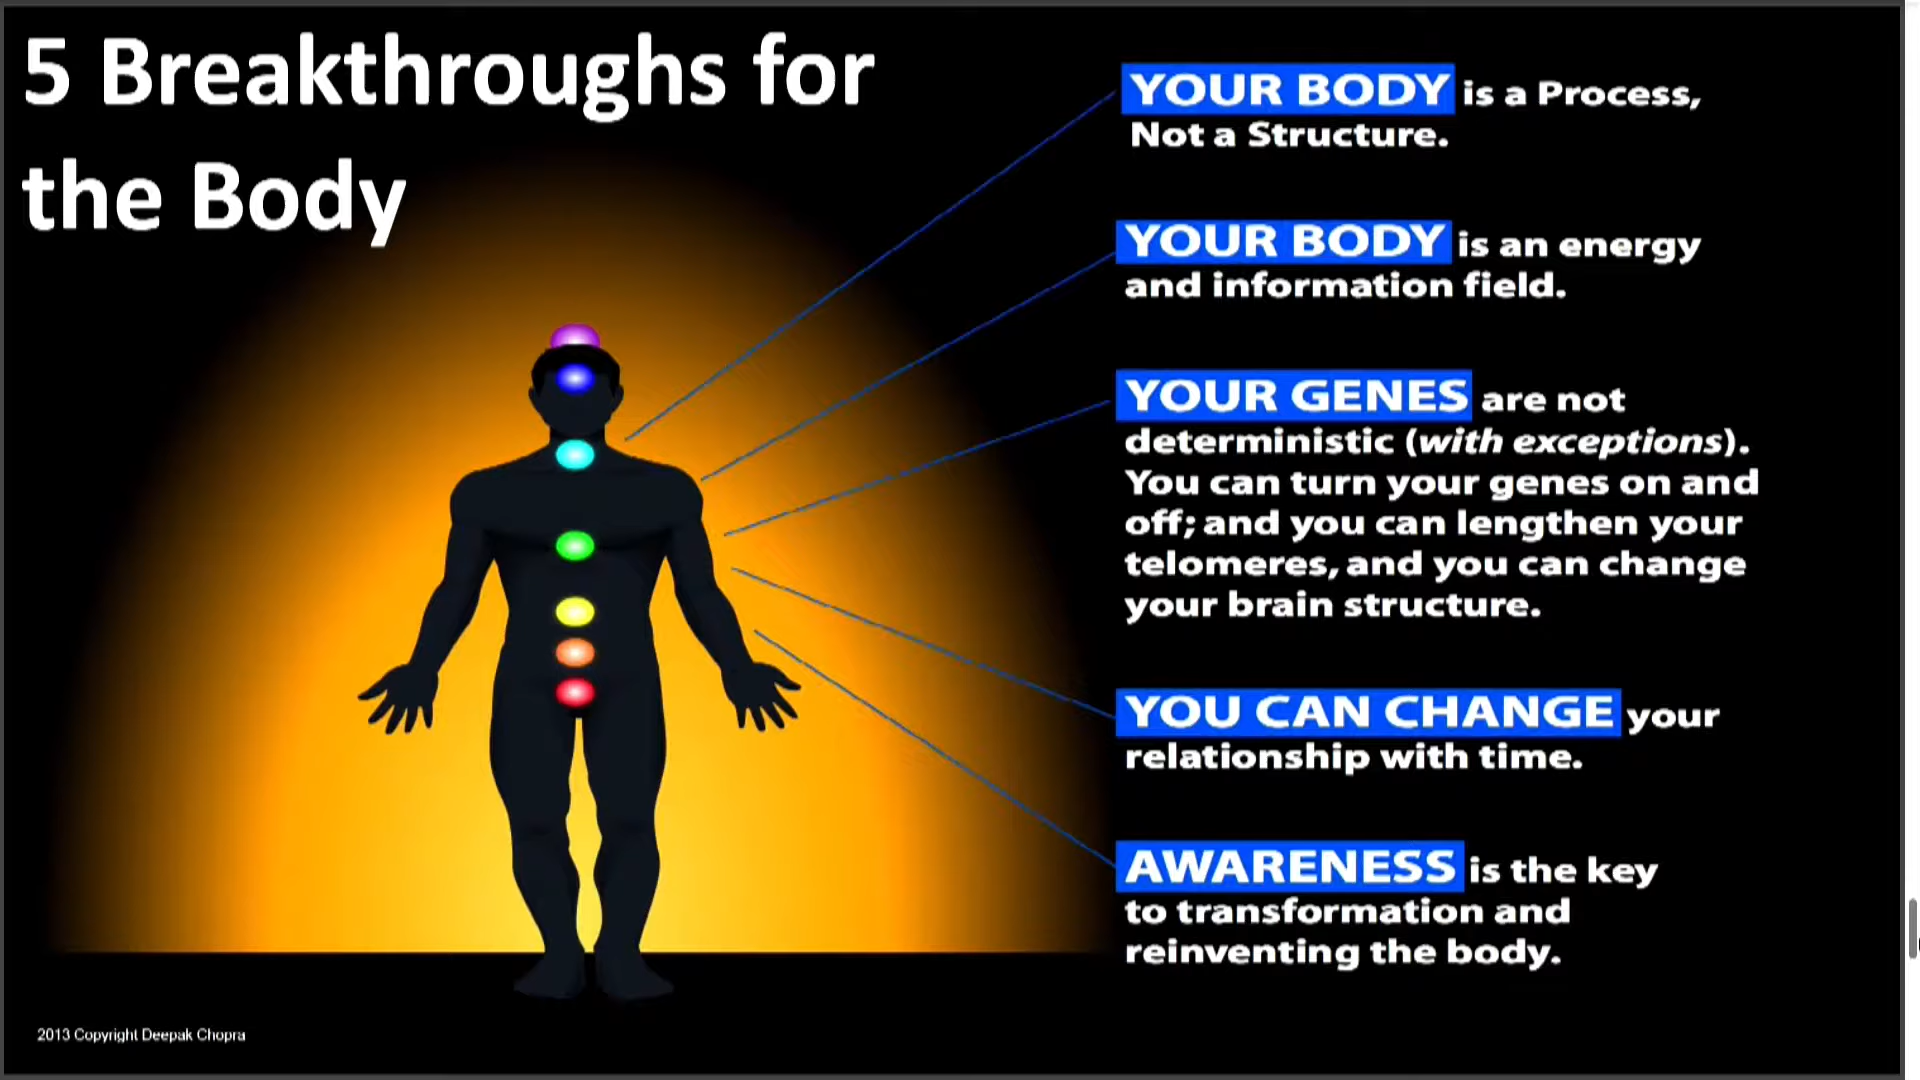 5 Breakthroughs for
the Body
YOUR BODY is a Process,
Not a Structure.
YOUR BODY is an energy
and information field.
YOUR GENES are not
deterministic (with exceptions).
You can turn your genes on and
off; and you can lengthen your
telomeres, and you can change
your brain structure.
YOU CAN CHANGE your
relationship with time.
AWARENESS is the key
to transformation and
reinventing the body.
2013 Copyright Deepak Chopra